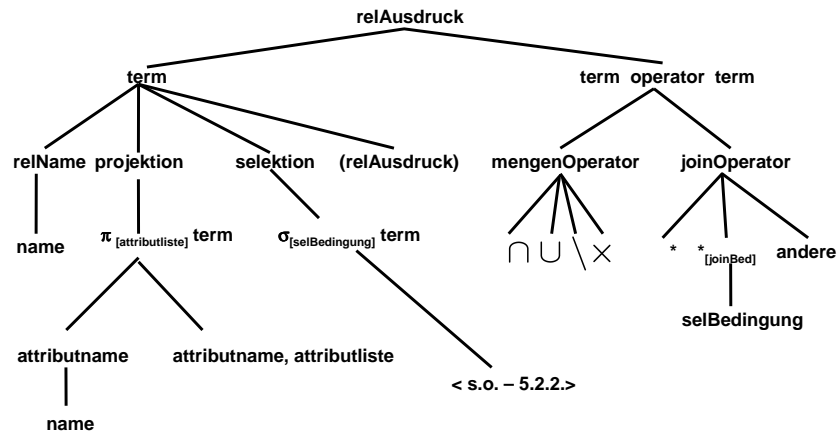 relAusdruck
term term operator term
relName projektion selektion (relAusdruck) mengenOperator joinOperator
name π [attributliste] term σ[selBedingung] term ∩ ∪ \ × * *[joinBed] andere
selBedingung
attributname attributname, attributliste
< s.o. – 5.2.2.>
name